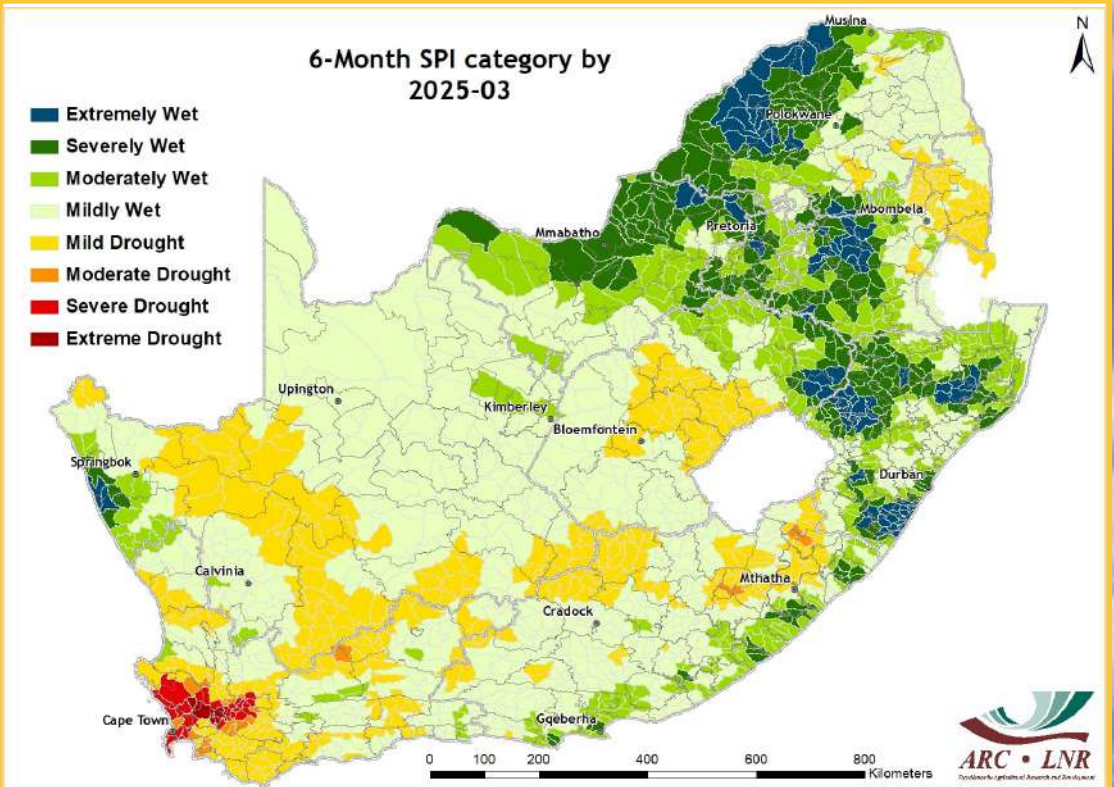 6-Month SPI category by
2025-03
N
Extremely Wet
Severely Wet
Moderately Wet
Mildly Wet
Mild Drought
Moderate Drought
Severe Drought
Extreme Drought
Musina
Polokwane
Mbombela
Pretoria
Mmabatho
Upington
Kimberley
Bloemfontein
Springbok
Durban
Calvinia
Mthatha
Cradock
Cape Town
Gqeberha
0 100 200 400 600 800
Kilometers
ARC • LNR